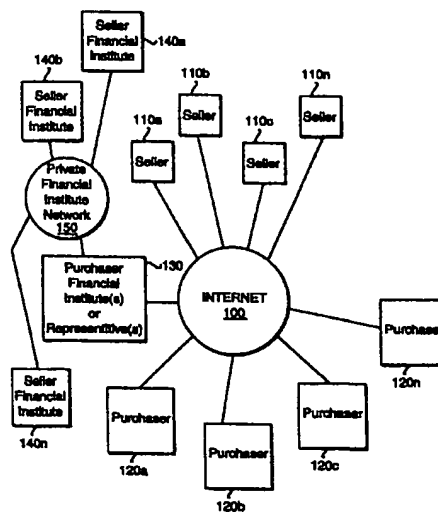 Seller
Financial
Institute
140a
140b
Seller
Financial
Institute
110a
Seller
110b
Seller
110c
Seller
110n
Seller
Private
Financial
Institute
Network
150
130
Purchaser
Financial
Institute(s)
or
Representitive(s)
INTERNET
100
Seller
Financial
Institute
140n
Purchaser
120a
Purchaser
120b
Purchaser
120c
Purchase
120n